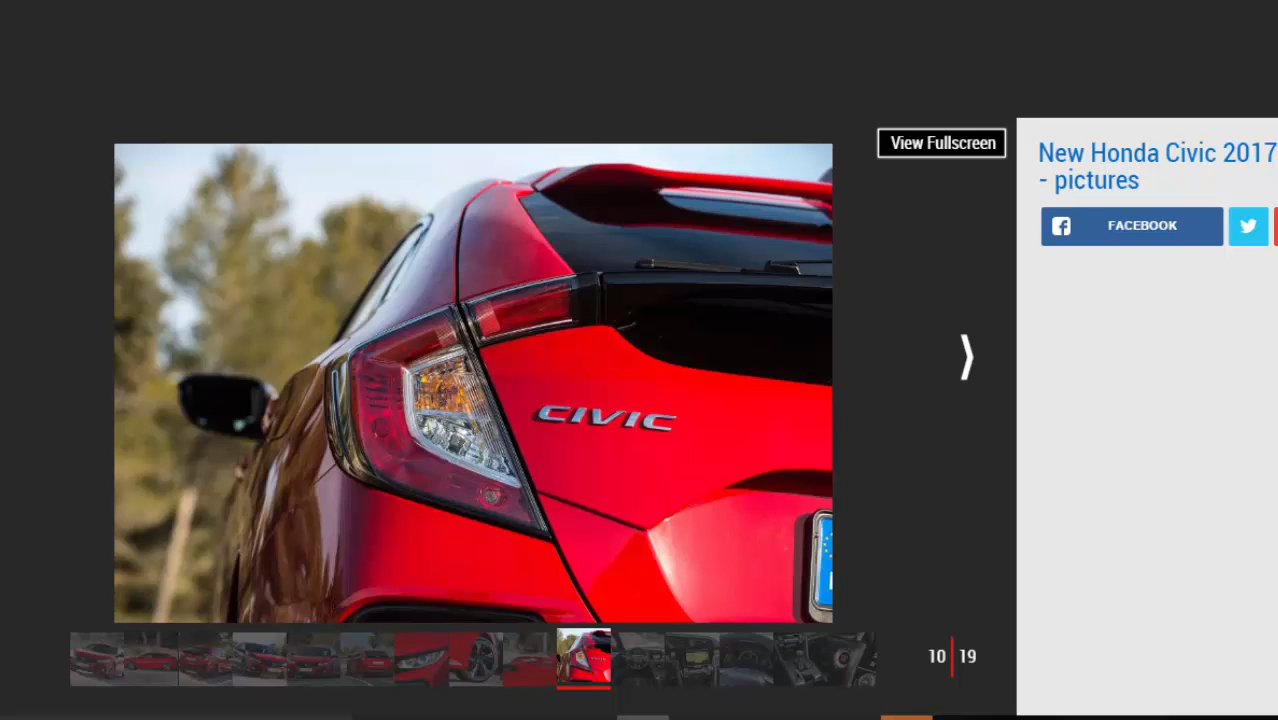 View Fullscreen
New Honda Civic 2017
- pictures
FACEBOOK
CIVIC
10 19